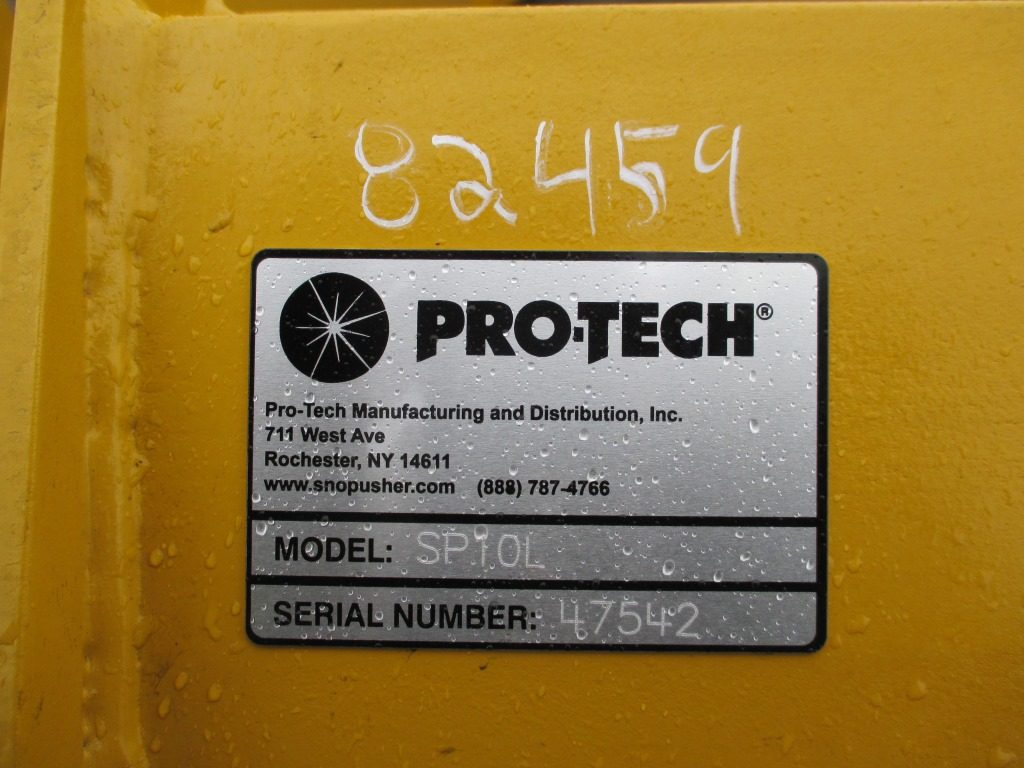 82459
PRO-TECH®
Pro-Tech Manufacturing and Distribution, Inc.
711 West Ave
Rochester, NY 14611
www.snopusher.com (888) 787-4766
MODEL: SP10L
SERIAL NUMBER: 47542